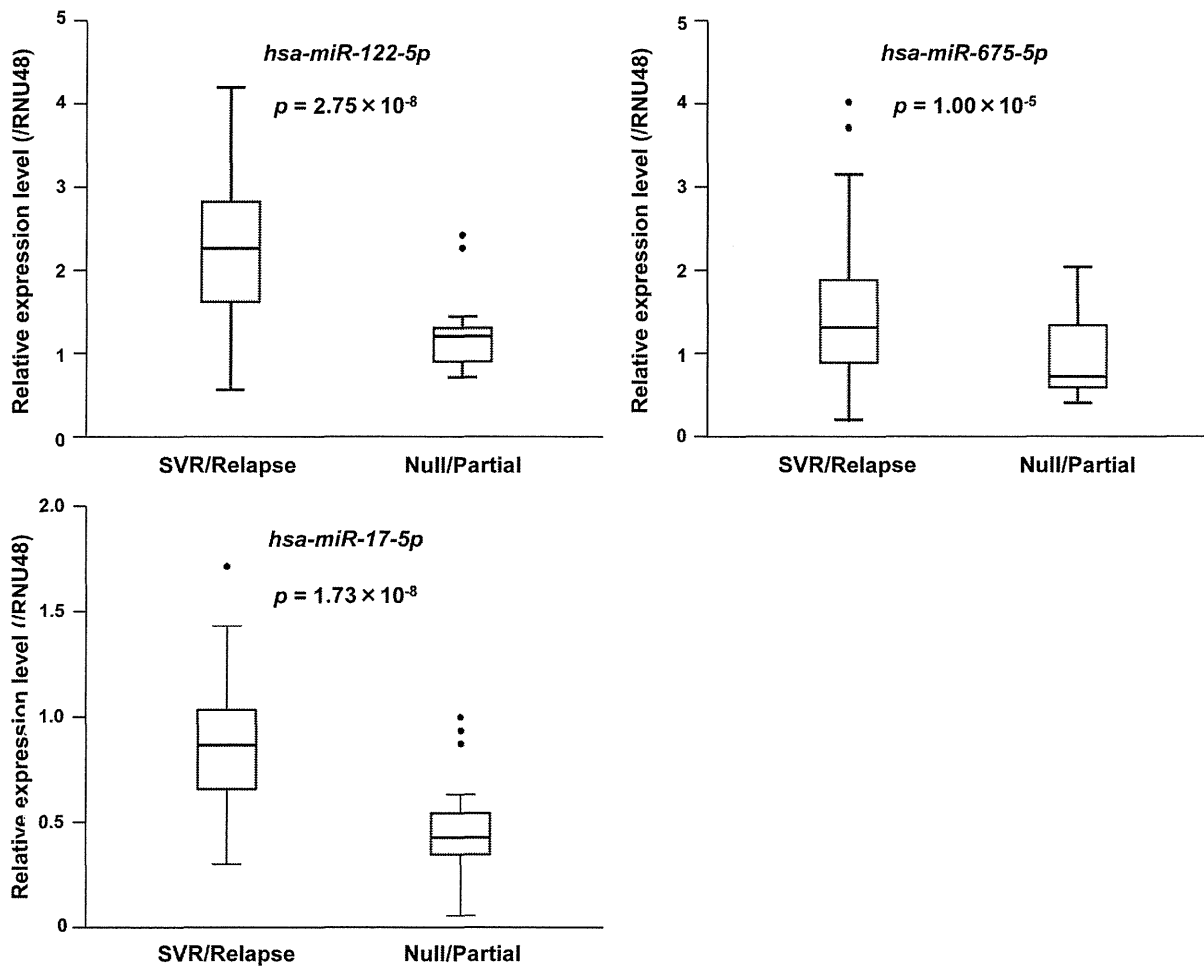 hsa-miR-122-5p
p = 2.75×10⁻⁸
Relative expression level (/RNU48)
5
4
3
2
1
0
SVR/Relapse Null/Partial
hsa-miR-675-5p
p = 1.00×10⁻⁵
Relative expression level (/RNU48)
5
4
3
2
1
0
SVR/Relapse Null/Partial
hsa-miR-17-5p
p = 1.73×10⁻⁸
Relative expression level (/RNU48)
2.0
1.5
1.0
0.5
0
SVR/Relapse Null/Partial